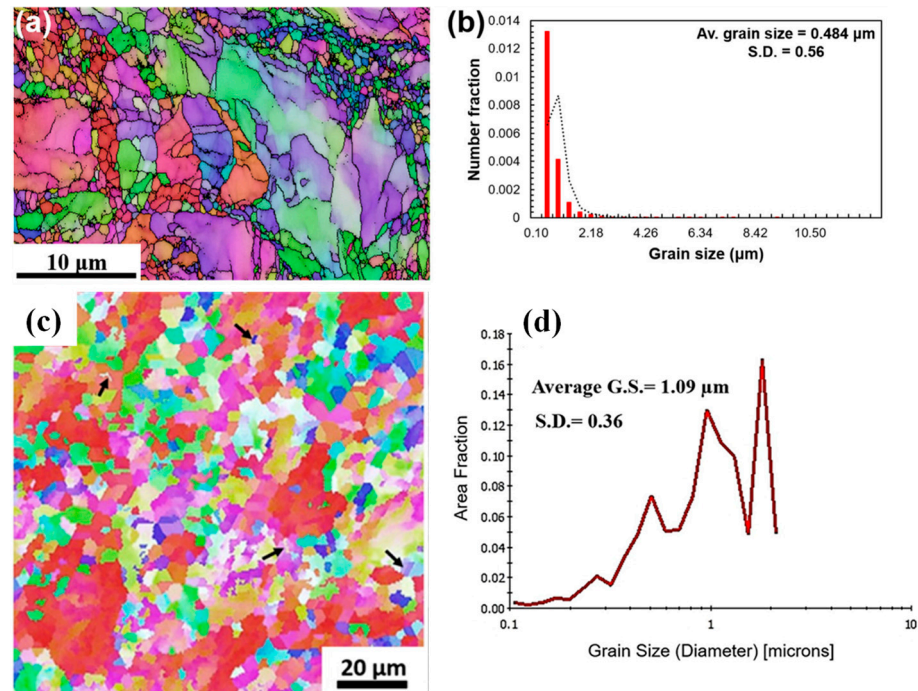 (a)
10 µm
(b)
Av. grain size = 0.484 µm
S.D. = 0.56
Number fraction
0.014
0.012
0.010
0.008
0.006
0.004
0.002
0
0.10 2.18 4.26 6.34 8.42 10.50
Grain size (µm)
(c)
20 µm
(d)
Average G.S.= 1.09 µm
S.D.= 0.36
Area Fraction
0.18
0.16
0.14
0.12
0.10
0.08
0.06
0.04
0.02
0.00
0.1 1 10
Grain Size (Diameter) [microns]